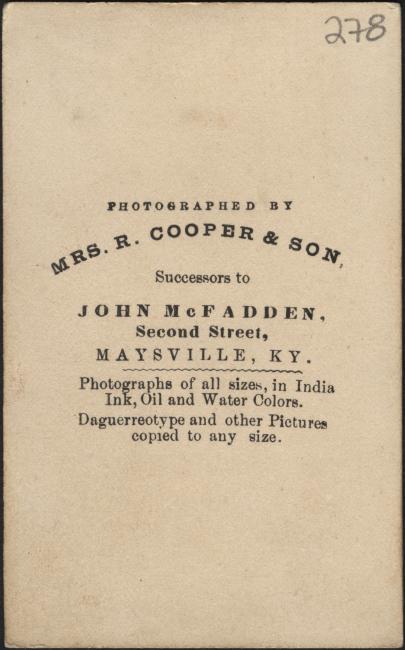 278
PHOTOGRAPHED BY
MRS. R. COOPER & SON,
Successors to
JOHN McFADDEN,
Second Street,
MAYSVILLE, KY.
Photographs of all sizes, in India
Ink, Oil and Water Colors.
Daguerreotype and other Pictures
copied to any size.